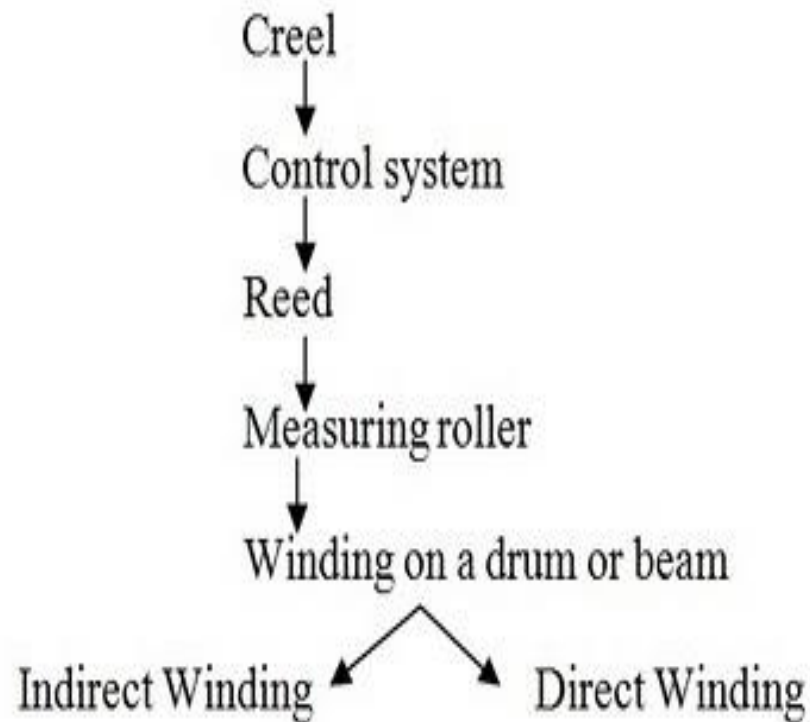 Creel
Control system
Reed
Measuring roller
Winding on a drum or beam
Indirect Winding
Direct Winding